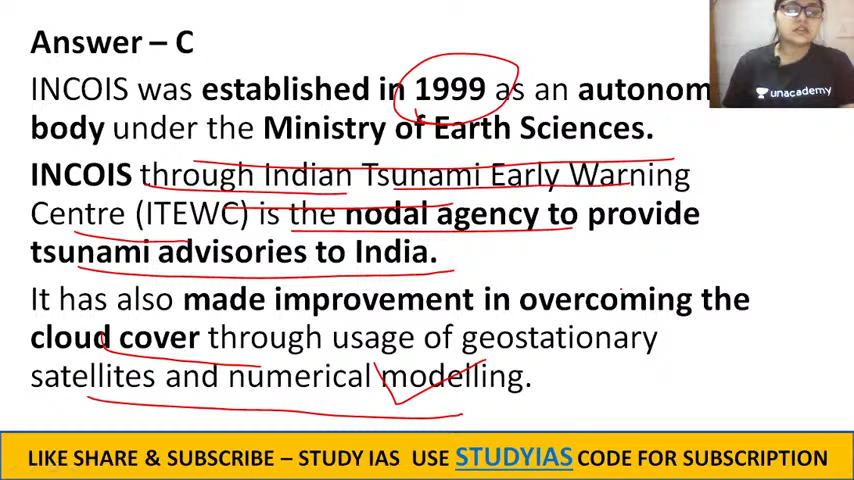 Answer – C
INCOIS was established in 1999 as an autonom
body under the Ministry of Earth Sciences.
INCOIS through Indian Tsunami Early Warning
Centre (ITEWC) is the nodal agency to provide
tsunami advisories to India.
It has also made improvement in overcoming the
cloud cover through usage of geostationary
satellites and numerical modelling.
unacademy
LIKE SHARE & SUBSCRIBE – STUDY IAS USE STUDYIAS CODE FOR SUBSCRIPTION